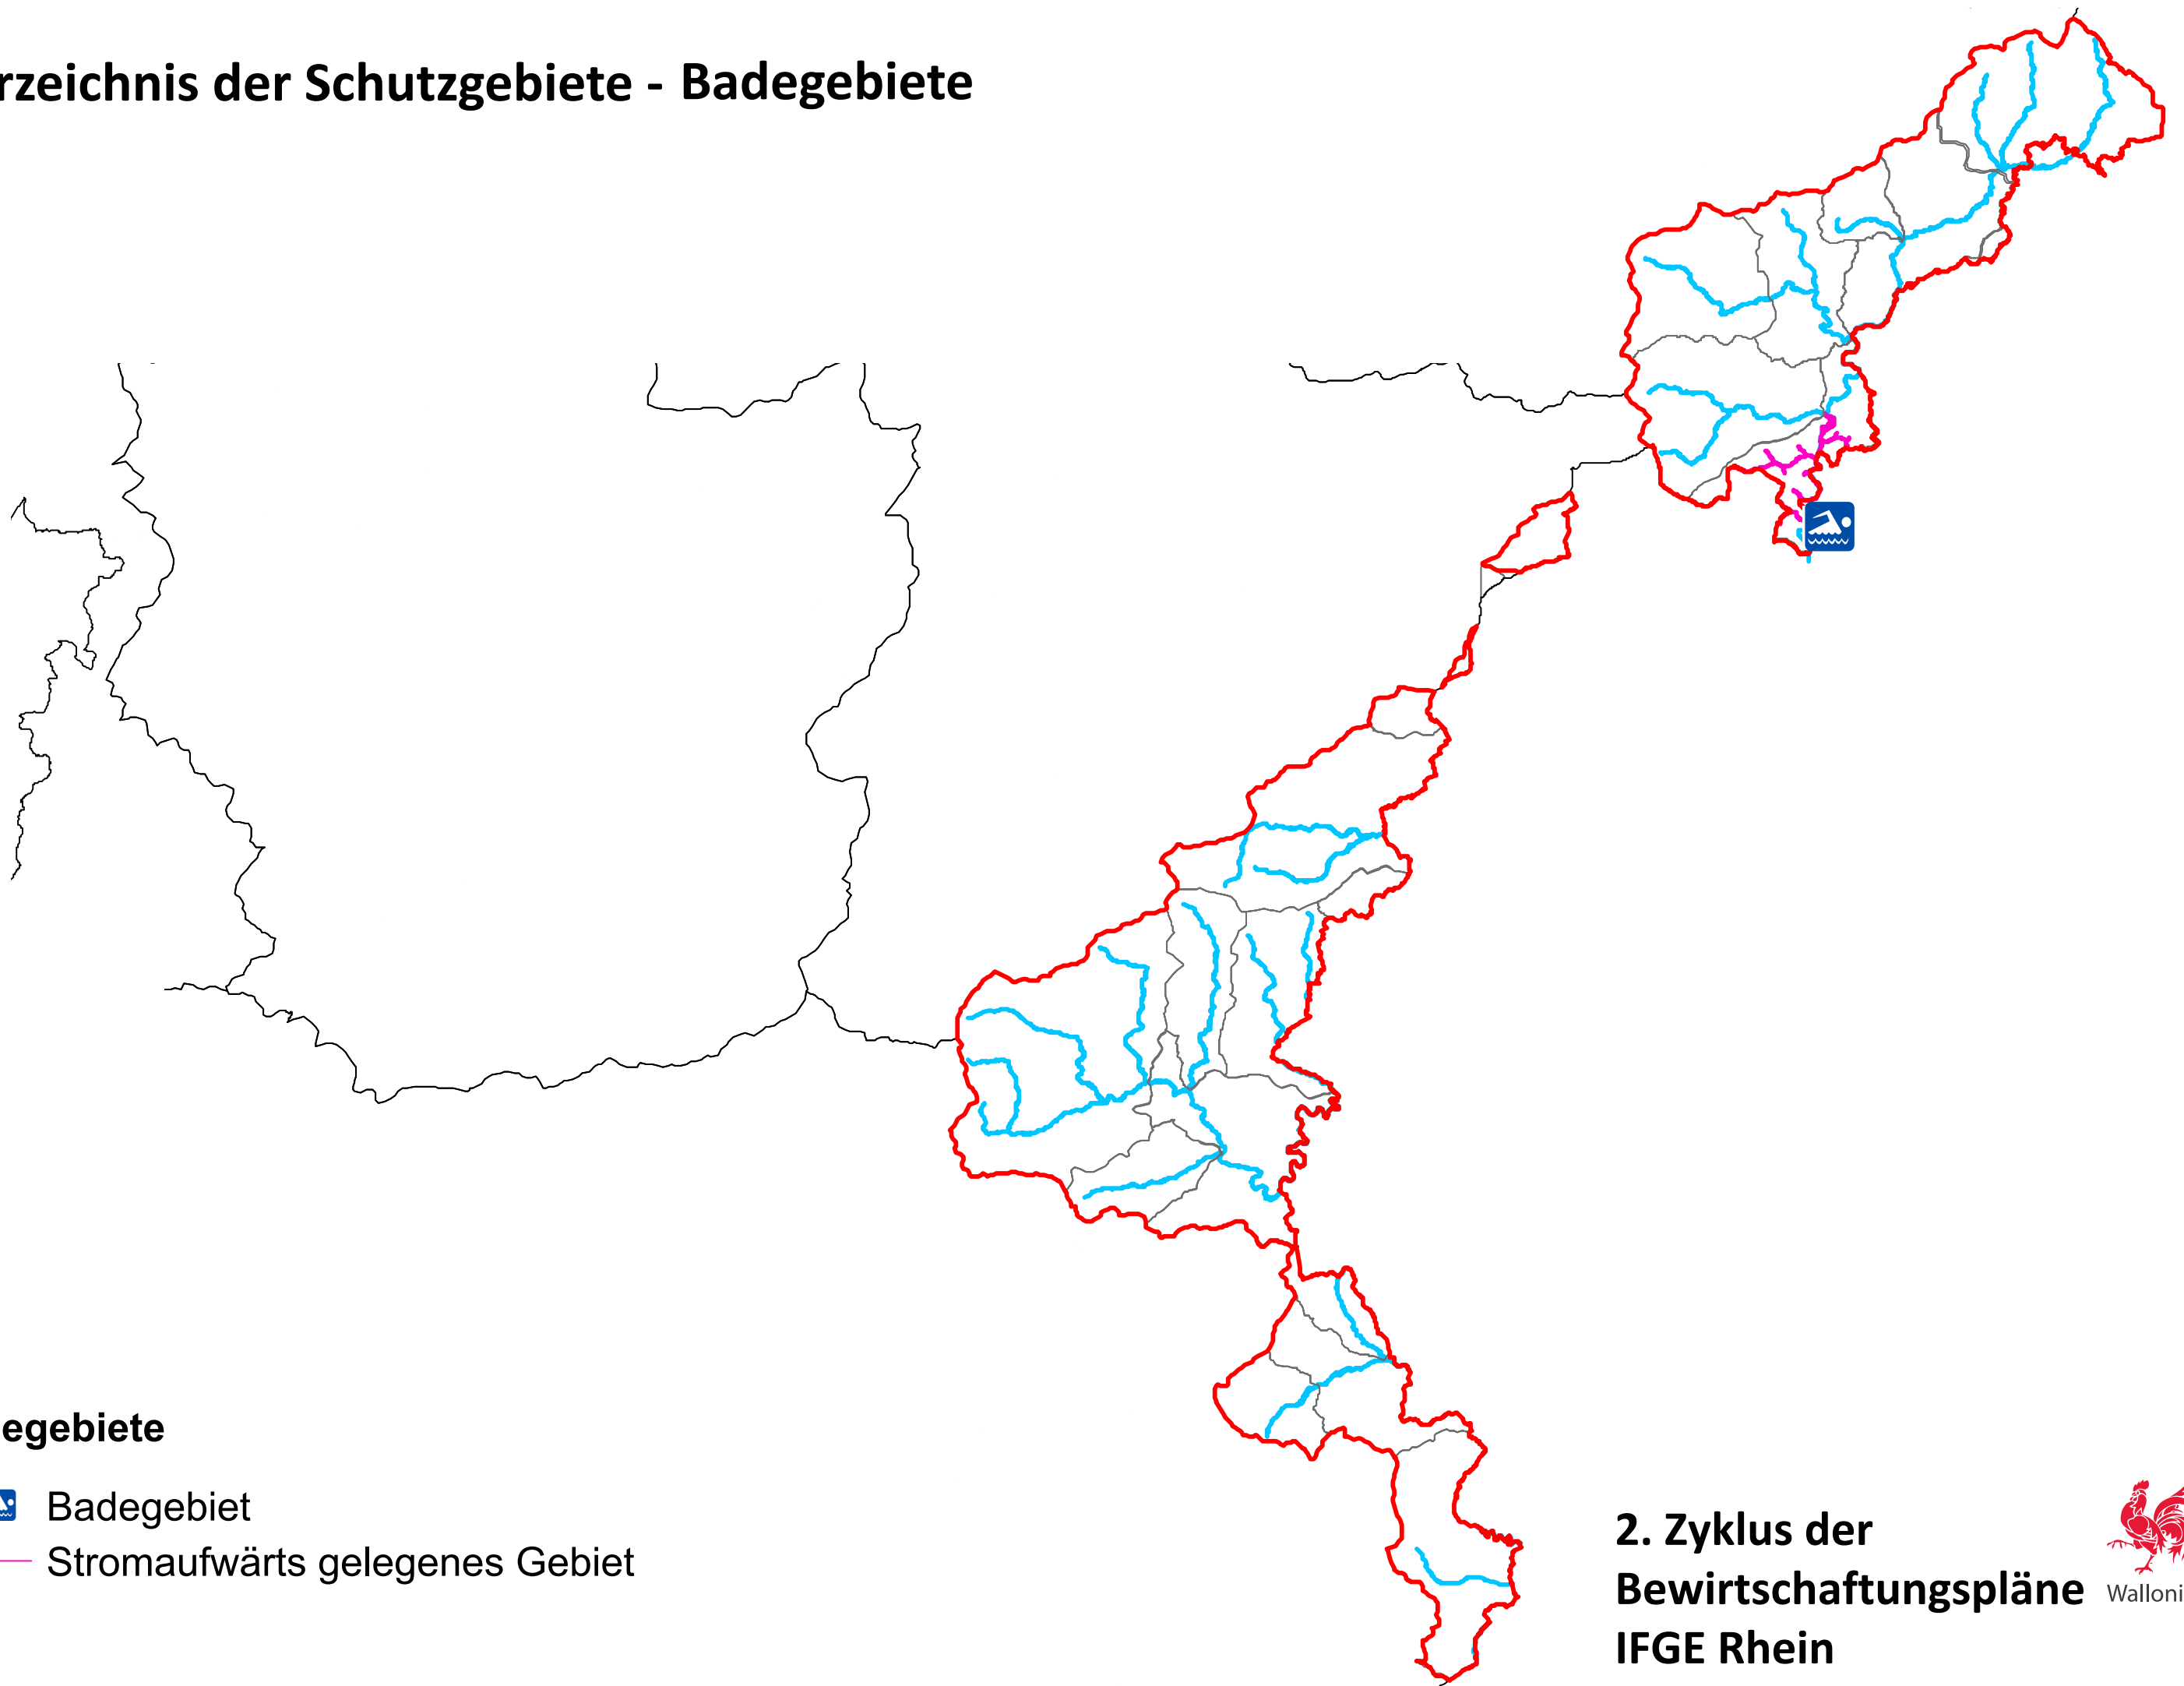 rzeichnis der Schutzgebiete - Badegebiete
egebiete
Badegebiet
Stromaufwärts gelegenes Gebiet
2. Zyklus der
Bewirtschaftungspläne
IFGE Rhein
Walloni